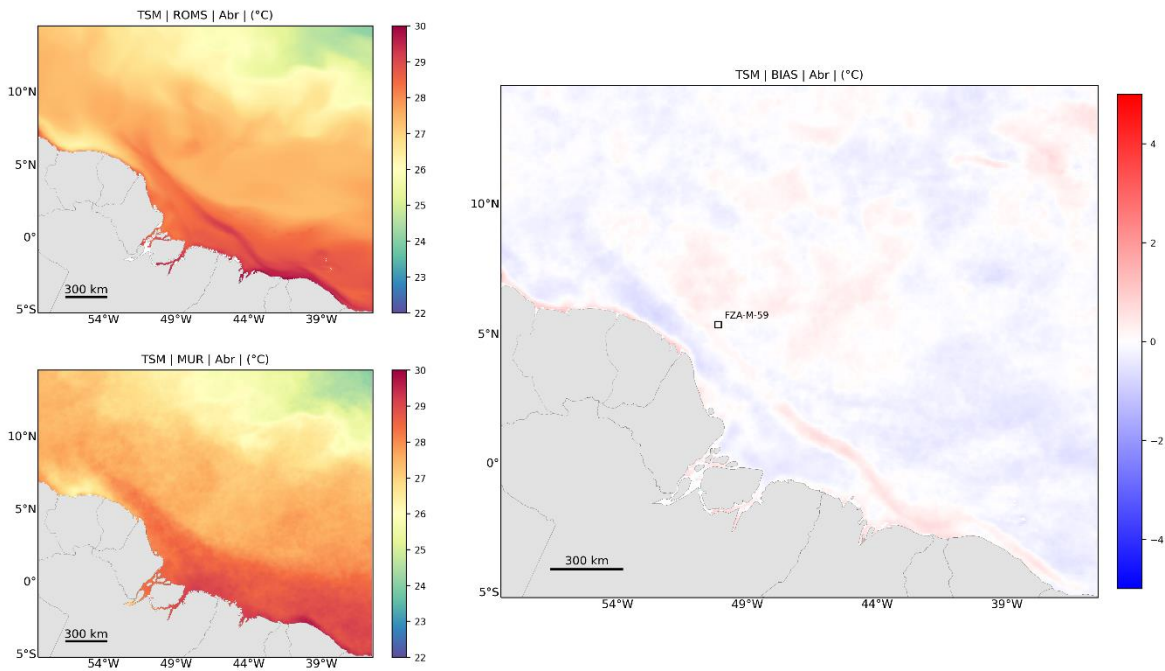 TSM | ROMS | Abr | (°C)
10°N
5°N
0°
5°S
300 km
54°W 49°W 44°W 39°W
30
29
28
27
26
25
24
23
22
TSM | MUR | Abr | (°C)
10°N
5°N
0°
5°S
300 km
54°W 49°W 44°W 39°W
30
29
28
27
26
25
24
23
22
TSM | BIAS | Abr | (°C)
10°N
5°N
0°
5°S
FZA-M-59
300 km
54°W 49°W 44°W 39°W
4
2
0
−2
−4